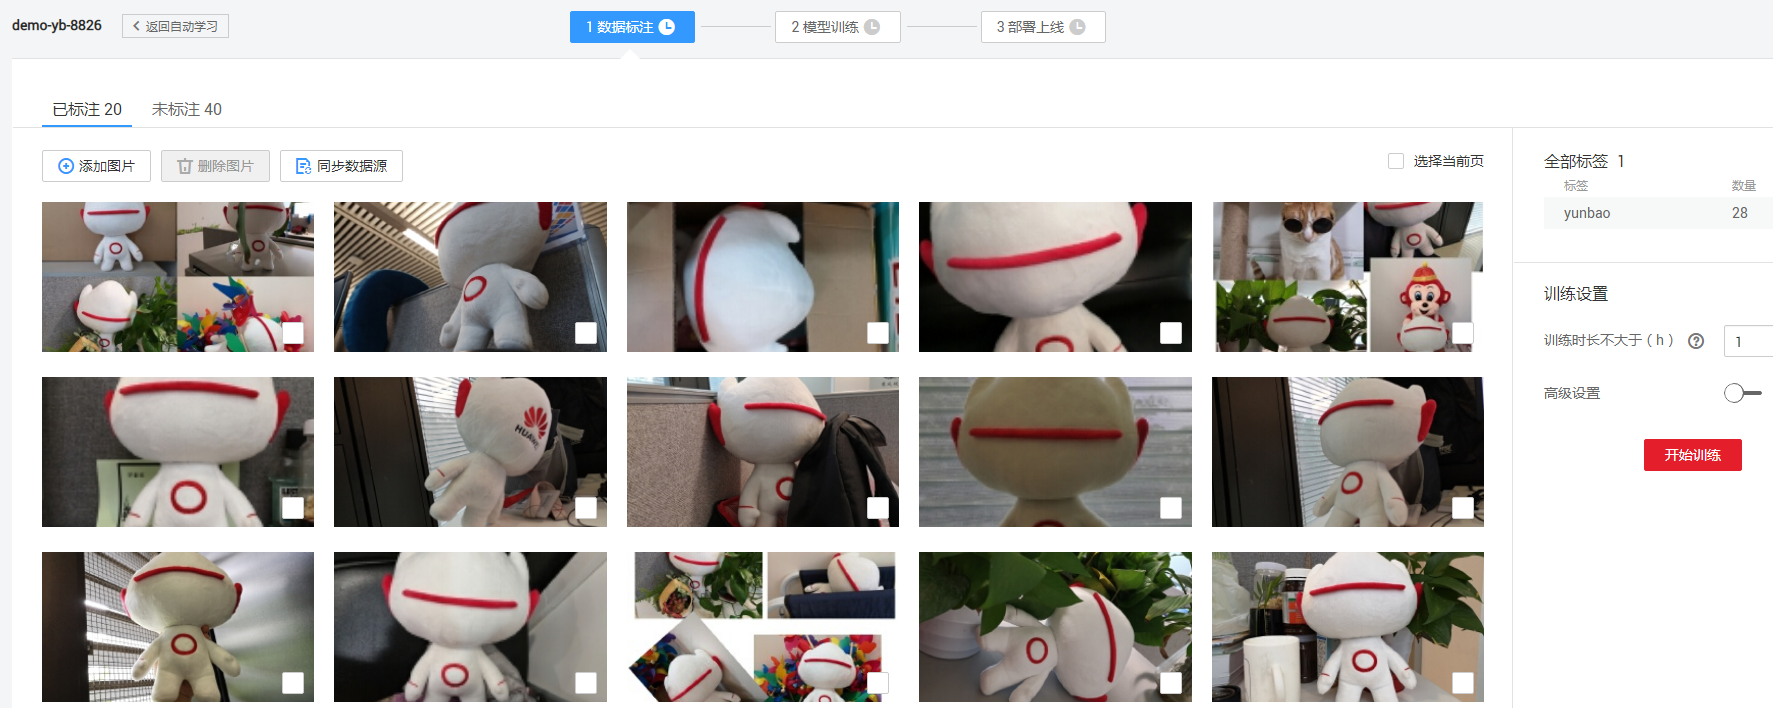 demo-yb-8826
返回自动学习
1 数据标注
2 模型训练
3 部署上线
已标注 20
未标注 40
添加图片
删除图片
同步数据源
选择当前页
全部标签 1
标签 数量
yunbao 28
训练设置
训练时长不大于 ( h ) ? 1
高级设置
开始训练
HUAWEI